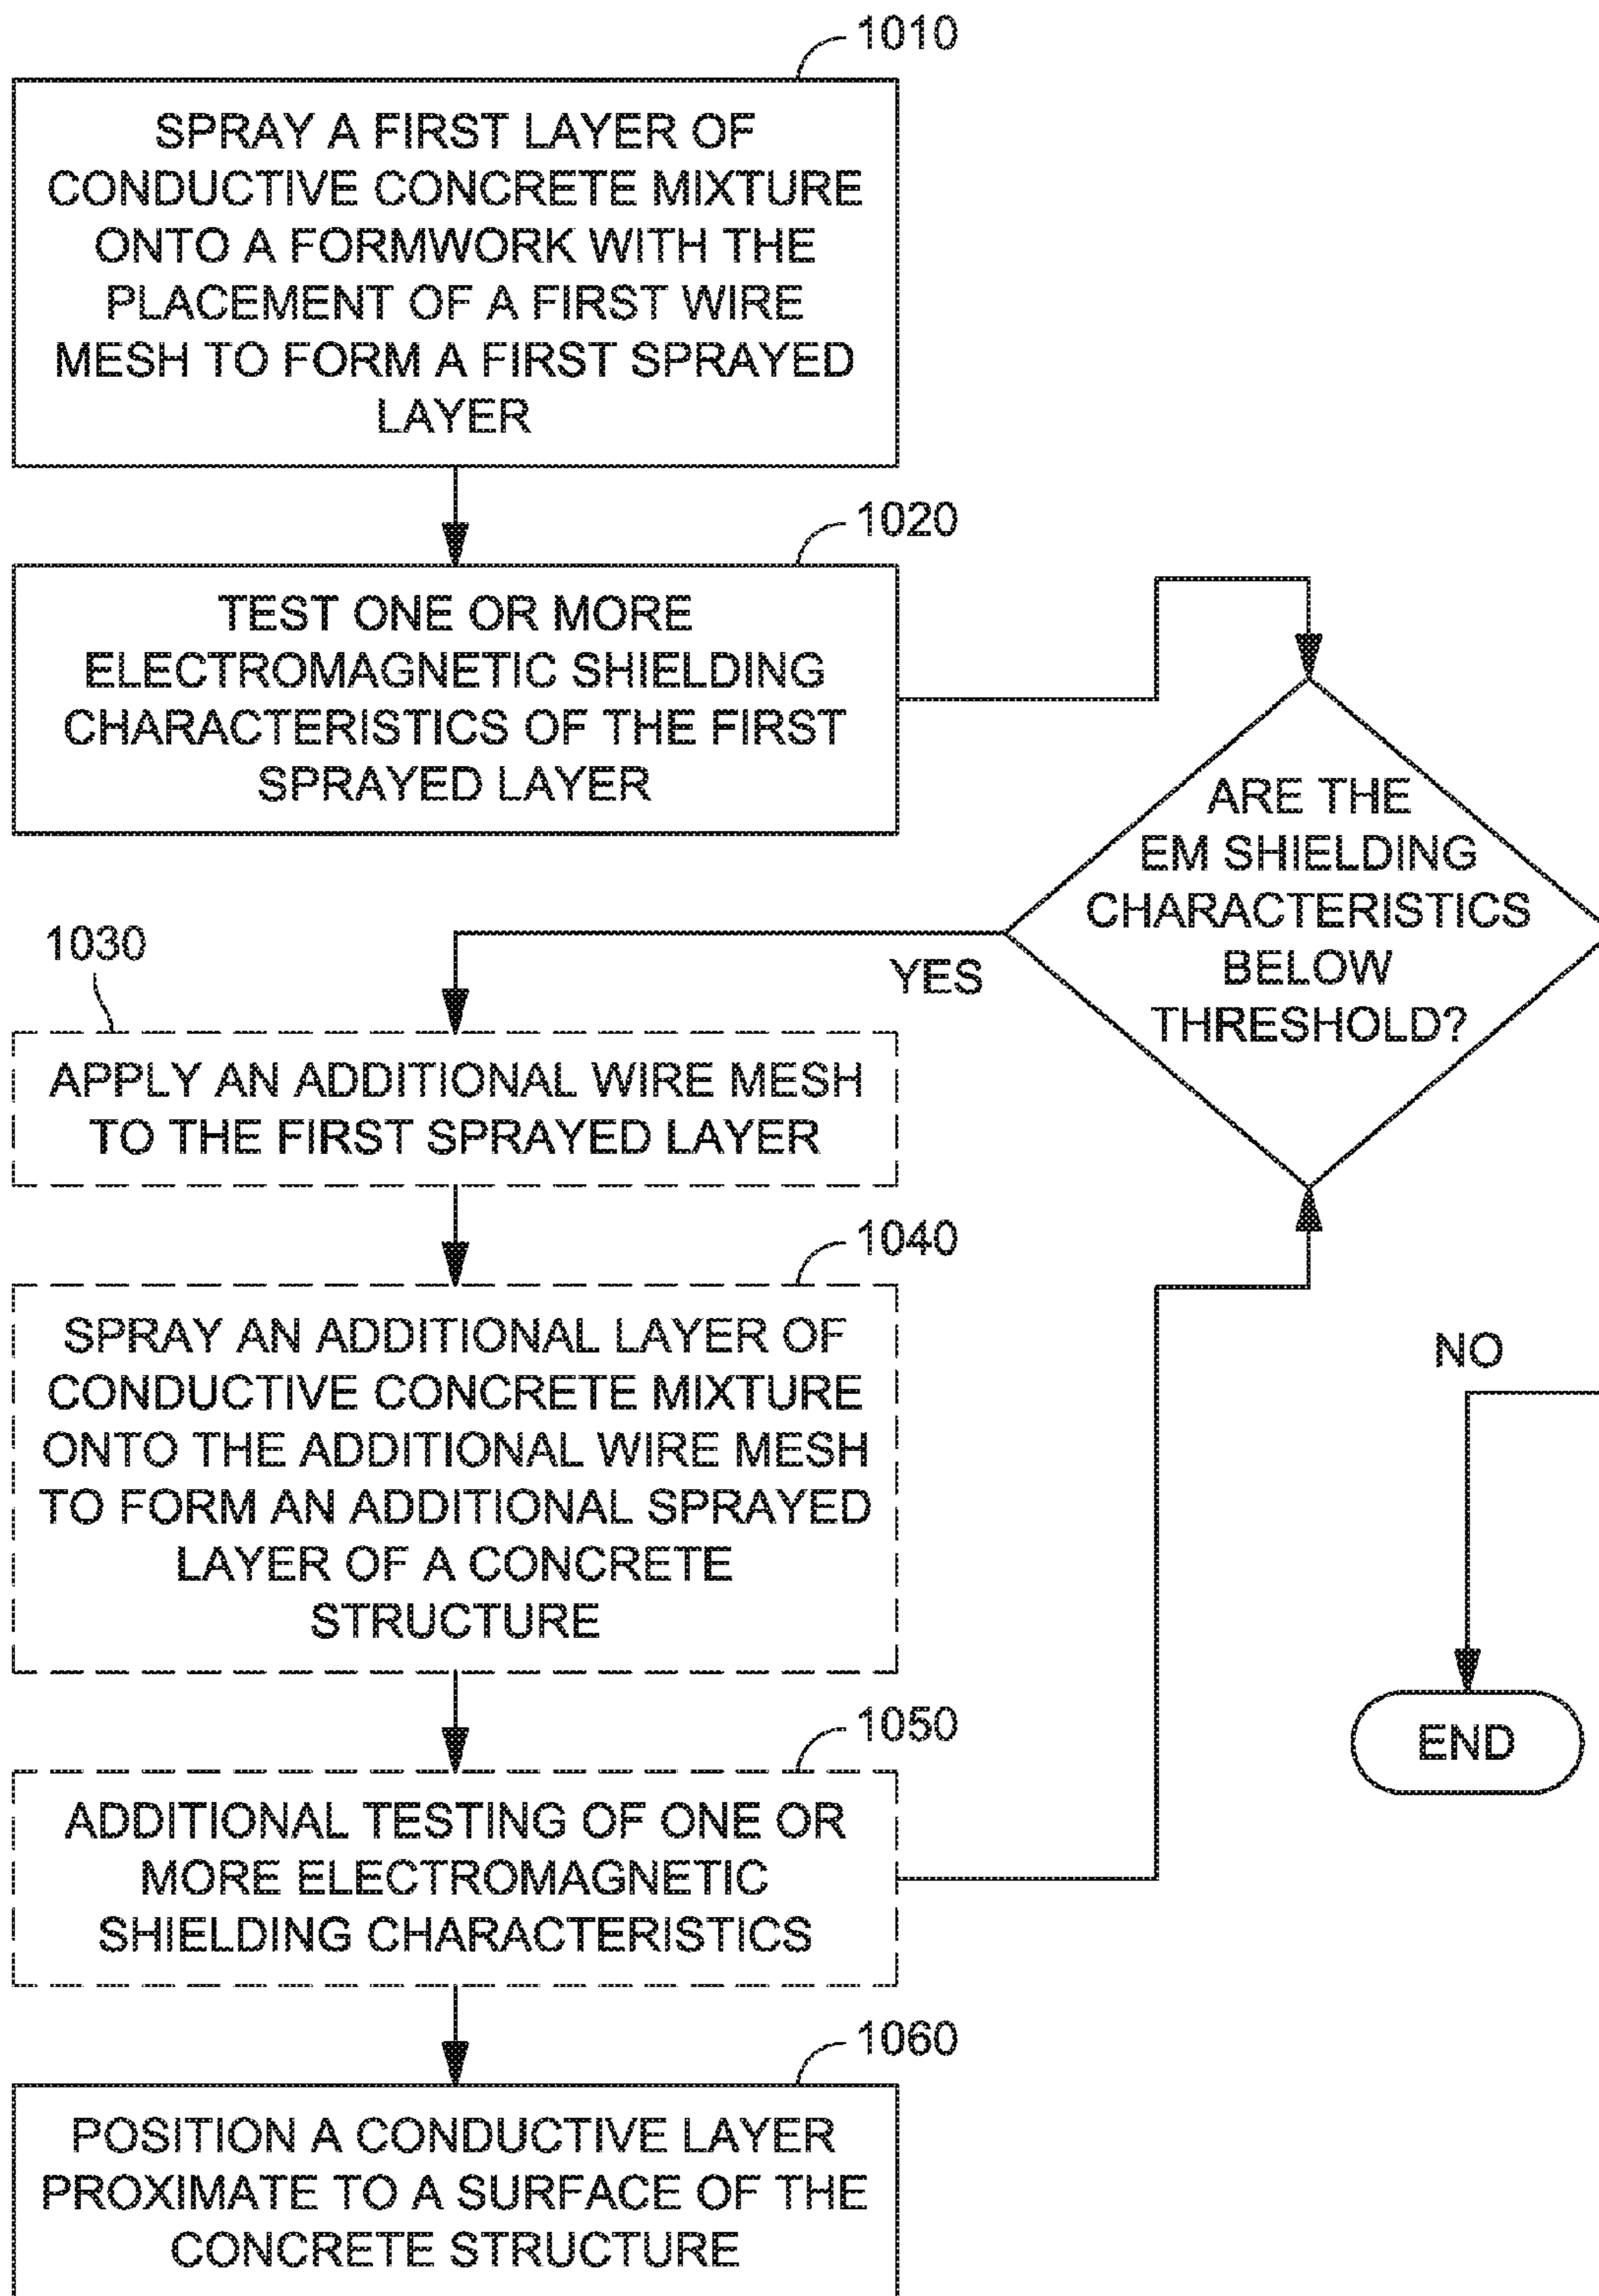 1010
SPRAY A FIRST LAYER OF
CONDUCTIVE CONCRETE MIXTURE
ONTO A FORMWORK WITH THE
PLACEMENT OF A FIRST WIRE
MESH TO FORM A FIRST SPRAYED
LAYER
1020
TEST ONE OR MORE
ELECTROMAGNETIC SHIELDING
CHARACTERISTICS OF THE FIRST
SPRAYED LAYER
ARE THE
EM SHIELDING
CHARACTERISTICS
BELOW
THRESHOLD?
YES
1030
APPLY AN ADDITIONAL WIRE MESH
TO THE FIRST SPRAYED LAYER
1040
SPRAY AN ADDITIONAL LAYER OF
CONDUCTIVE CONCRETE MIXTURE
ONTO THE ADDITIONAL WIRE MESH
TO FORM AN ADDITIONAL SPRAYED
LAYER OF A CONCRETE
STRUCTURE
NO
END
1050
ADDITIONAL TESTING OF ONE OR
MORE ELECTROMAGNETIC
SHIELDING CHARACTERISTICS
1060
POSITION A CONDUCTIVE LAYER
PROXIMATE TO A SURFACE OF THE
CONCRETE STRUCTURE